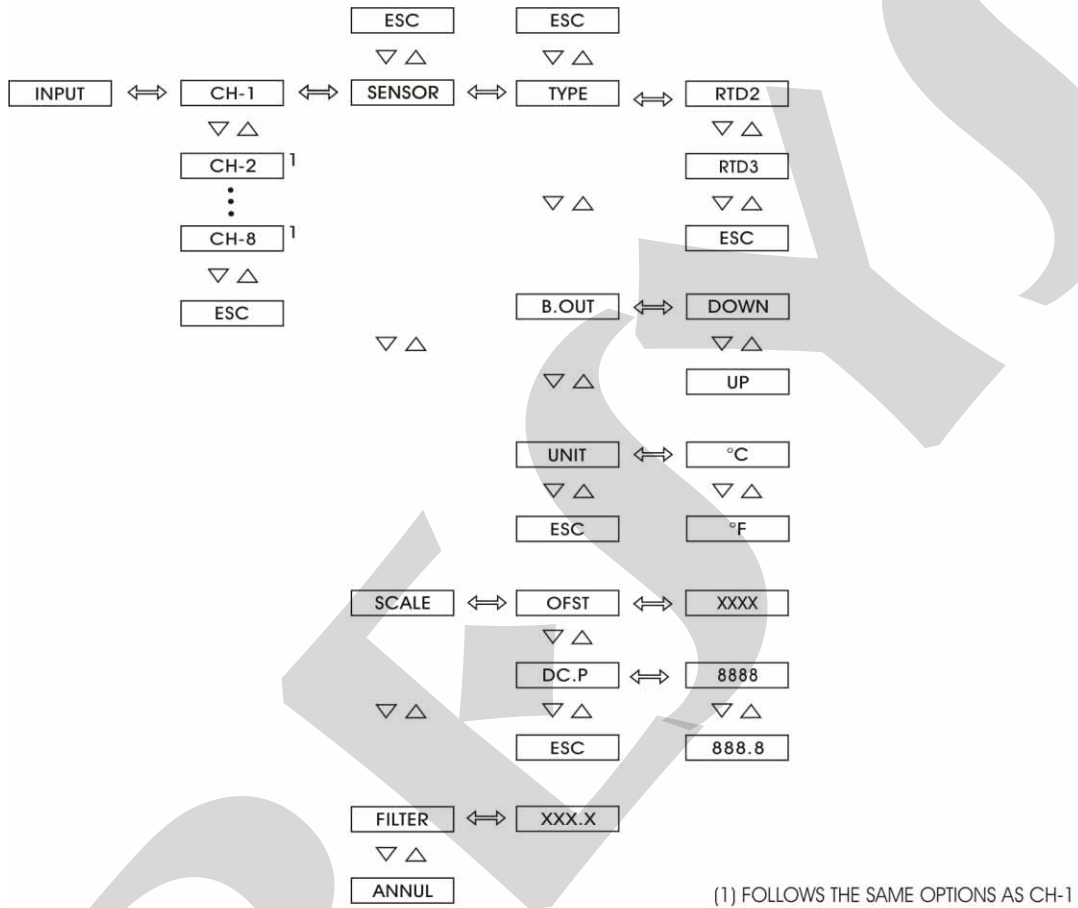 ESC ESC
INPUT CH-1 SENSOR TYPE RTD2
CH-2 1 RTD3
CH-8 1 ESC
ESC B.OUT DOWN
UP
UNIT °C
ESC °F
SCALE OFST XXXX
DC.P 8888
ESC 888.8
FILTER XXX.X
ANNUL
(1) FOLLOWS THE SAME OPTIONS AS CH-1